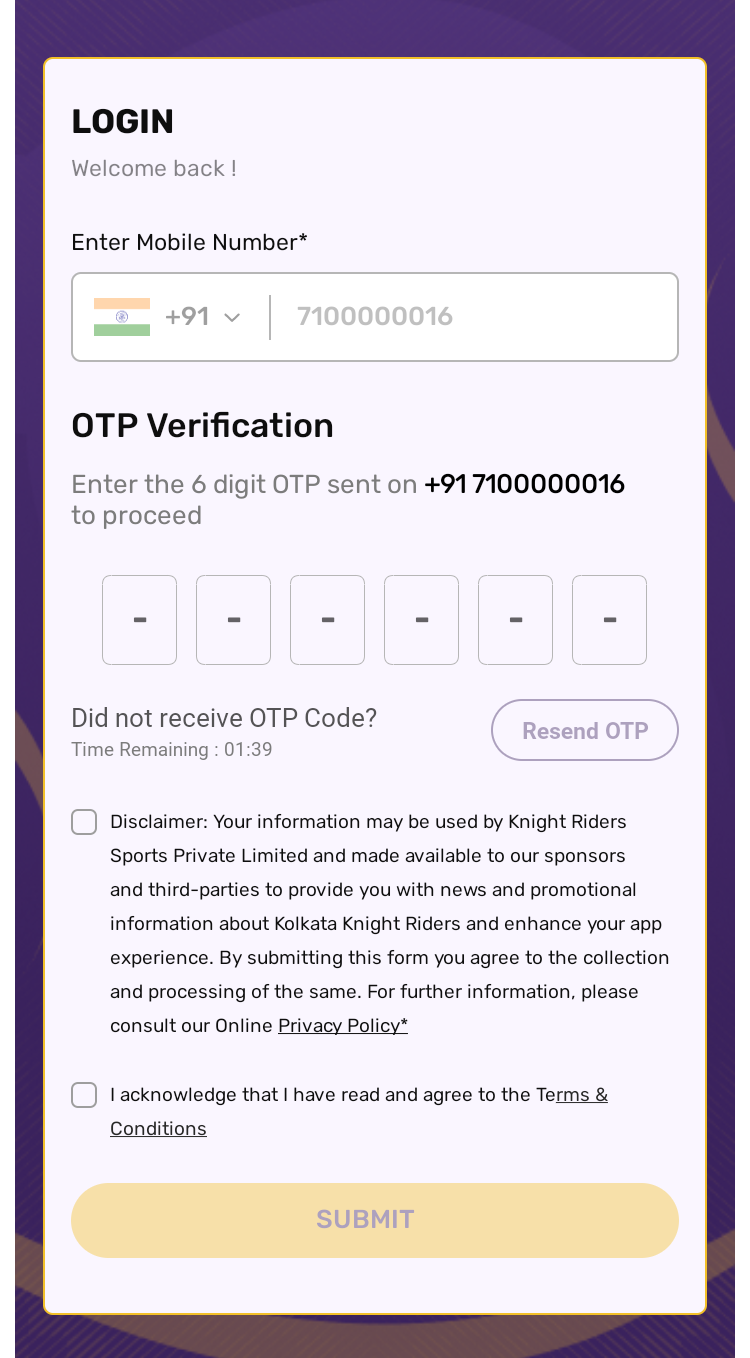 LOGIN
Welcome back !
Enter Mobile Number*
+91 7100000016
OTP Verification
Enter the 6 digit OTP sent on +91 7100000016
to proceed
- - - - - -
Did not receive OTP Code?
Time Remaining : 01:39
Resend OTP
Disclaimer: Your information may be used by Knight Riders
Sports Private Limited and made available to our sponsors
and third-parties to provide you with news and promotional
information about Kolkata Knight Riders and enhance your app
experience. By submitting this form you agree to the collection
and processing of the same. For further information, please
consult our Online Privacy Policy*
I acknowledge that I have read and agree to the Terms &
Conditions
SUBMIT